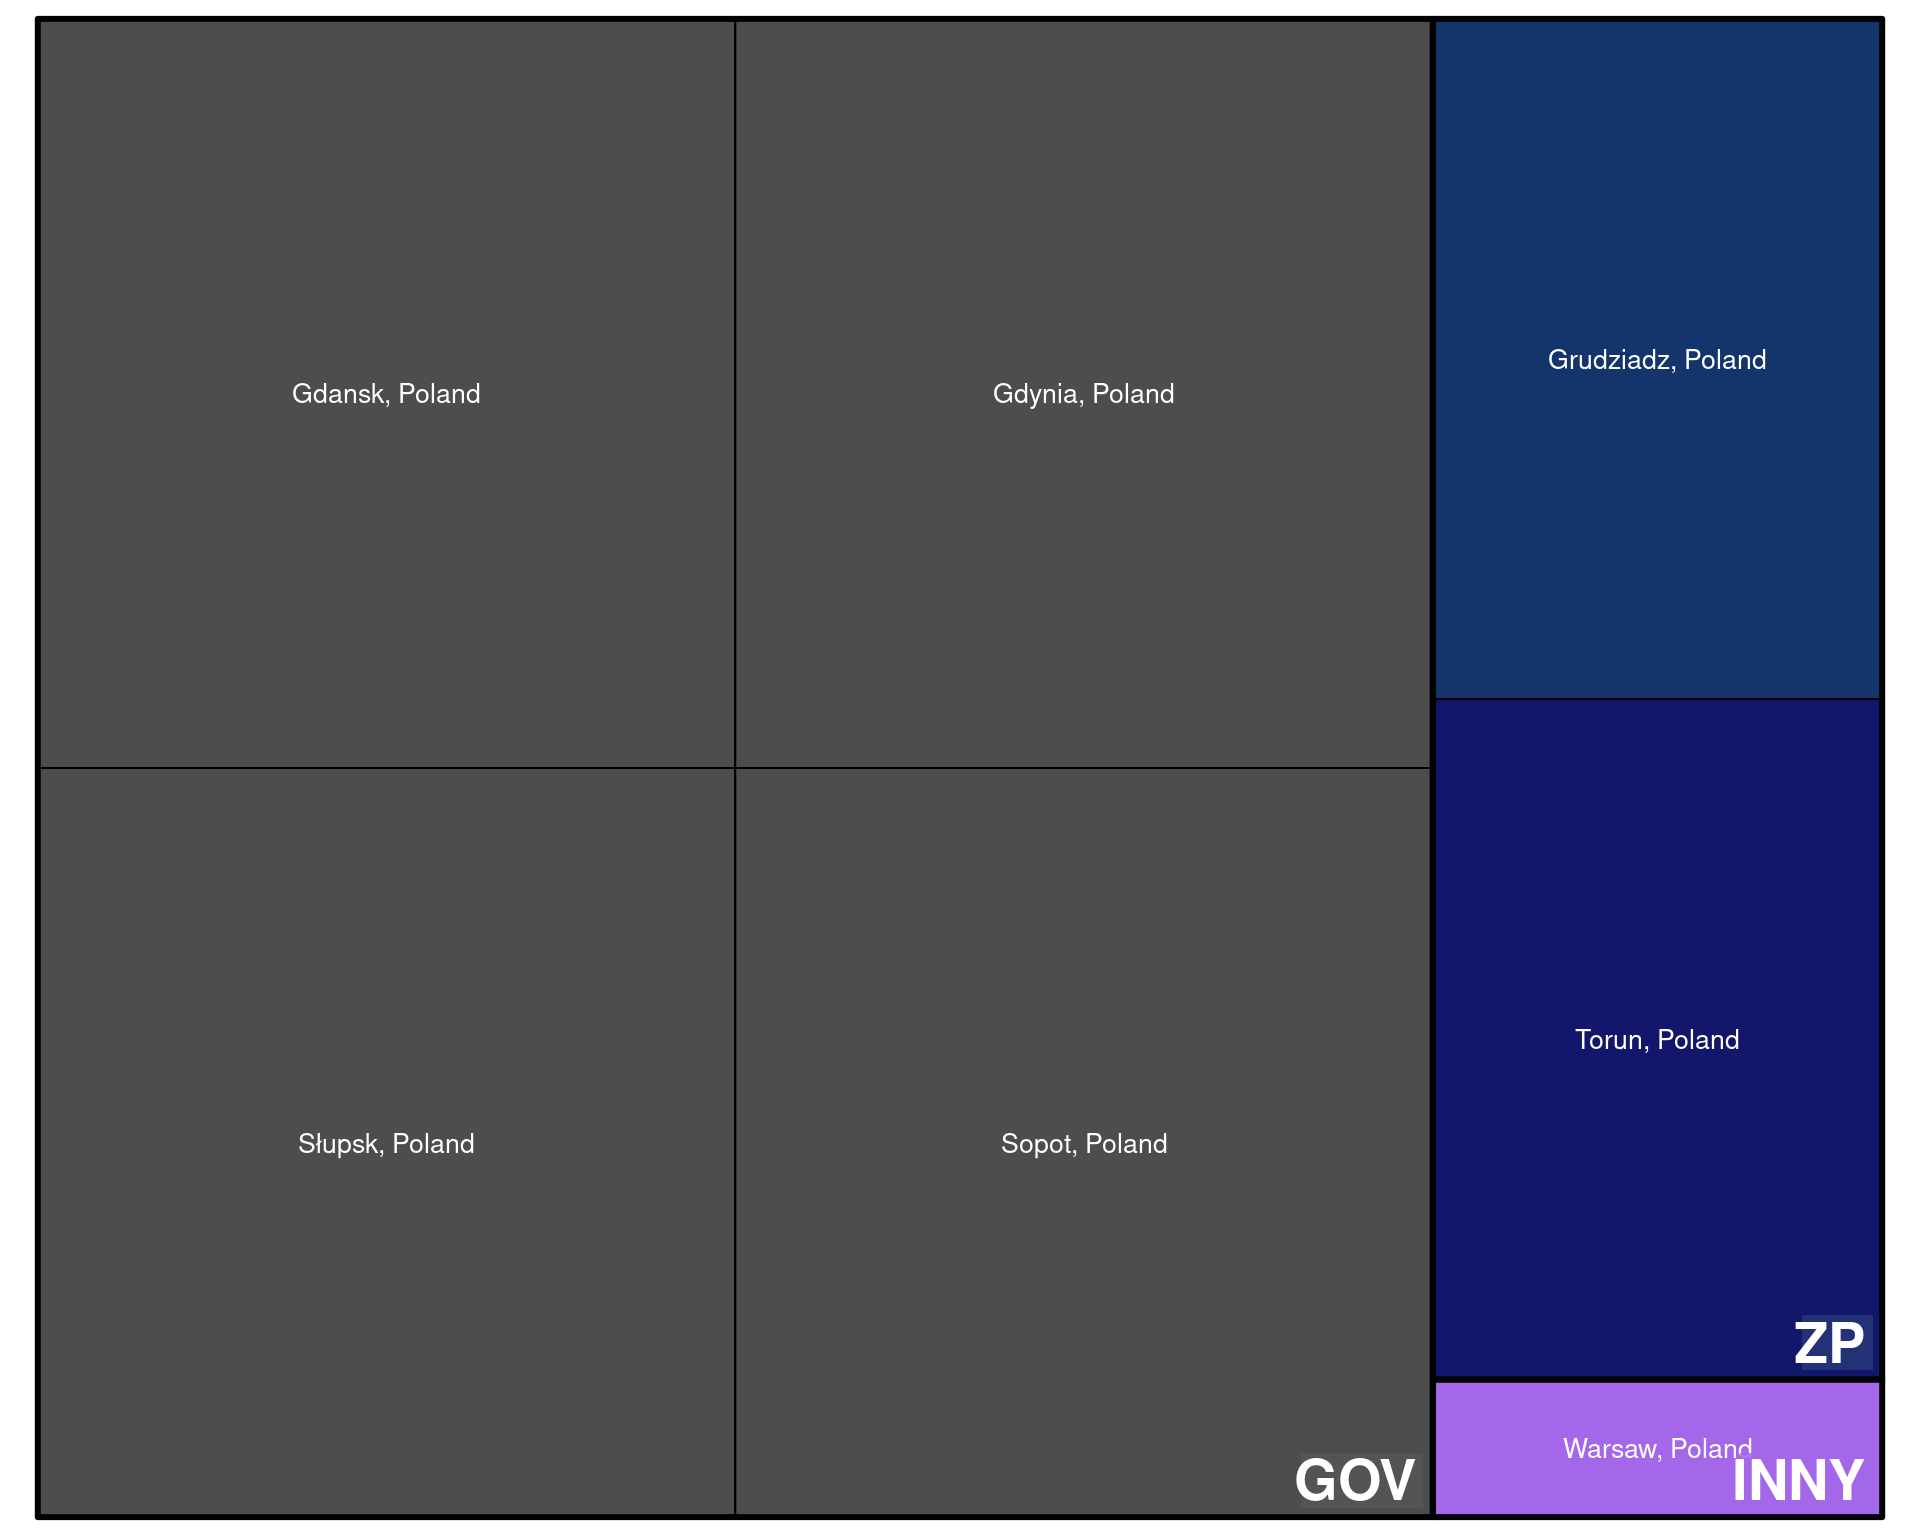 Gdansk, Poland
Gdynia, Poland
Grudziadz, Poland
Słupsk, Poland
Sopot, Poland
Torun, Poland
ZP
Warsaw, Poland
GOV
INNY